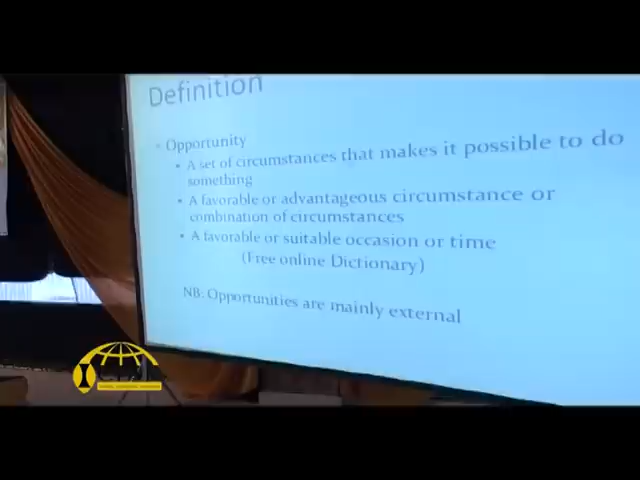 Definition
• Opportunity
• A set of circumstances that makes it possible to do
something
• A favorable or advantageous circumstance or
combination of circumstances
• A favorable or suitable occasion or time
(Free online Dictionary)
NB: Opportunities are mainly external